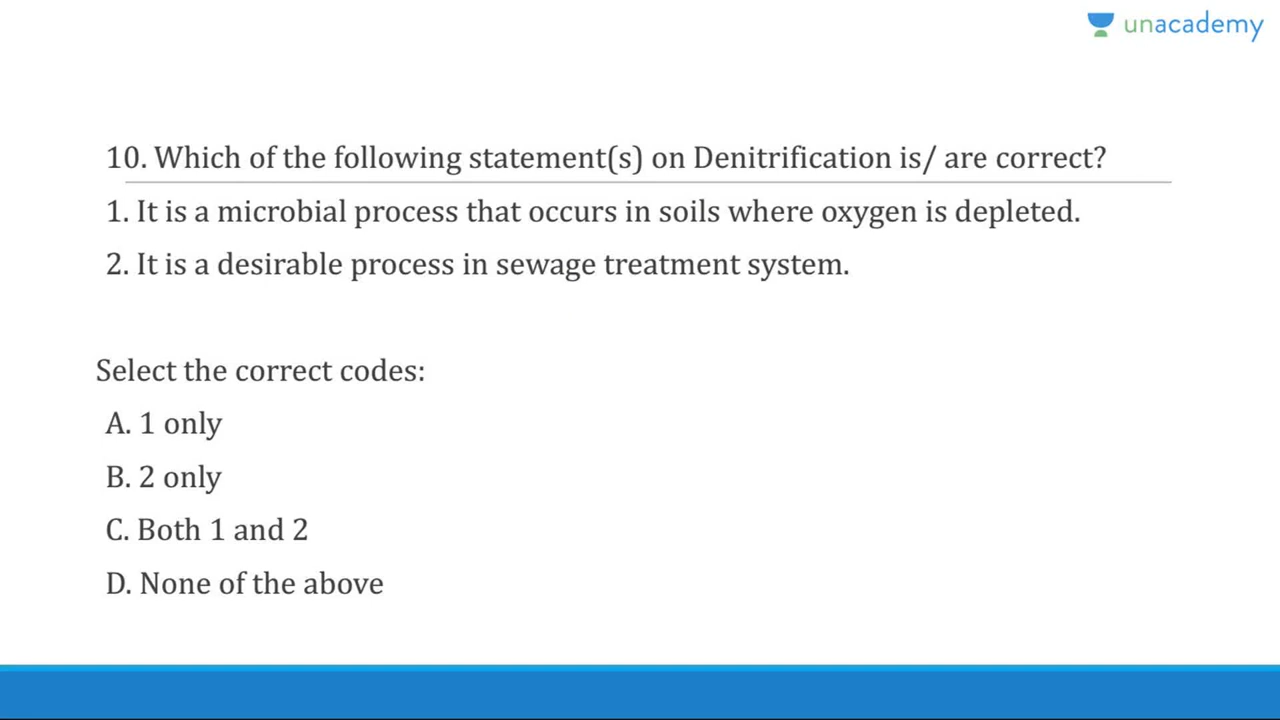 unacademy
10. Which of the following statement(s) on Denitrification is/ are correct?
1. It is a microbial process that occurs in soils where oxygen is depleted.
2. It is a desirable process in sewage treatment system.
Select the correct codes:
A. 1 only
B. 2 only
C. Both 1 and 2
D. None of the above